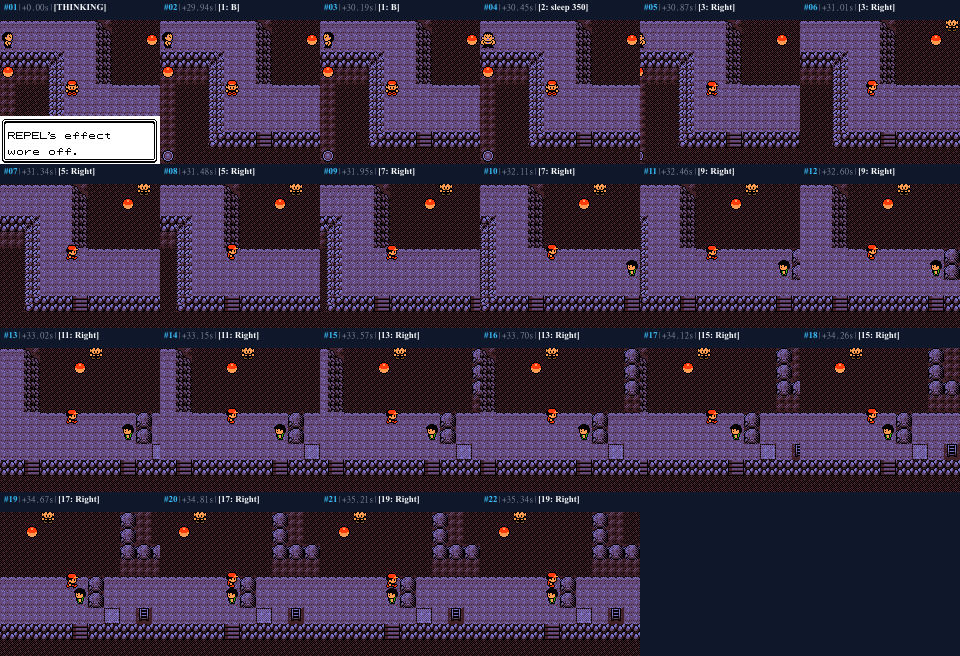 #01 | +0.00s | [THINKING]
#02 | +29.94s | [1: B]
#03 | +30.19s | [1: B]
#04 | +30.45s | [2: sleep 350]
#05 | +30.87s | [3: Right]
#06 | +31.01s | [3: Right]
REPEL's effect
wore off.
#07 | +31.34s | [5: Right]
#08 | +31.48s | [5: Right]
#09 | +31.95s | [7: Right]
#10 | +32.11s | [7: Right]
#11 | +32.46s | [9: Right]
#12 | +32.60s | [9: Right]
#13 | +33.02s | [11: Right]
#14 | +33.15s | [11: Right]
#15 | +33.57s | [13: Right]
#16 | +33.70s | [13: Right]
#17 | +34.12s | [15: Right]
#18 | +34.26s | [15: Right]
#19 | +34.67s | [17: Right]
#20 | +34.81s | [17: Right]
#21 | +35.21s | [19: Right]
#22 | +35.34s | [19: Right]